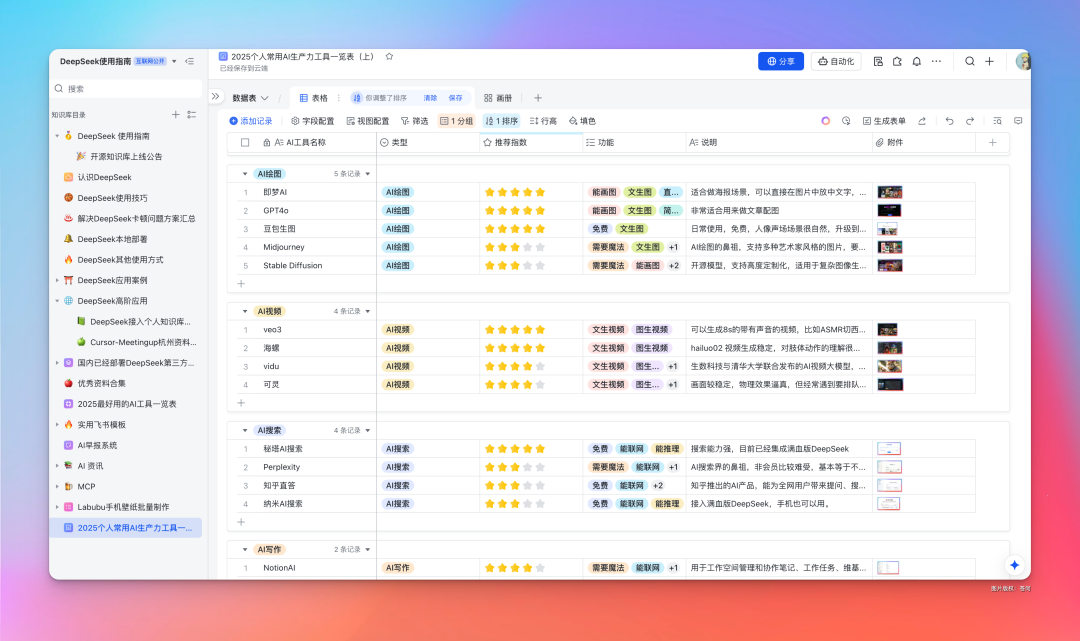 DeepSeek使用指南 互联网公开
搜索
知识库目录
DeepSeek 使用指南
开源知识库上线公告
认识DeepSeek
DeepSeek使用技巧
解决DeepSeek卡顿问题方案汇总
DeepSeek本地部署
DeepSeek其他使用方式
DeepSeek应用案例
DeepSeek高阶应用
DeepSeek接入个人知识库...
Cursor-Meetingup杭州资料...
国内已经部署DeepSeek第三方...
优秀资料合集
2025最好用的AI工具一览表
实用飞书模板
AI早报系统
AI 资讯
MCP
Labubu手机壁纸批量制作
2025个人常用AI生产力工具一...
2025个人常用AI生产力工具一览表（上）
已经保存到云端
分享 自动化
数据表 表格 你调整了排序 清除 保存 画册
添加记录 字段配置 视图配置 筛选 1 分组 1 排序 行高 填色 生成表单
AI工具名称 类型 推荐指数 功能 说明 附件
AI绘图 5 条记录
1 即梦AI AI绘图 能画图 文生图 直... 适合做海报场景，可以直接在图片中放中文字，...
2 GPT4o AI绘图 能画图 文生图 简... 非常适合用来做文章配图
3 豆包生图 AI绘图 免费 文生图 日常使用，免费，人像声场场景很自然，升级到...
4 Midjourney AI绘图 需要魔法 文生图 +1 AI绘图的鼻祖，支持多种艺术家风格的图片，要...
5 Stable Diffusion AI绘图 需要魔法 能画图 +2 开源模型，支持高度定制化，适用于复杂图像生...
AI视频 4 条记录
1 veo3 AI视频 文生视频 图生视频 可以生成8s的带有声音的视频，比如ASMR切西...
2 海螺 AI视频 文生视频 图生视频 hailuo02 视频生成稳定，对肢体动作的理解很...
3 vidu AI视频 文生视频 图生... +1 生数科技与清华大学联合发布的AI视频大模型，...
4 可灵 AI视频 文生视频 图生... +1 画面较稳定，物理效果逼真，但经常遇到要排队...
AI搜索 4 条记录
1 秘塔AI搜索 AI搜索 免费 能联网 能推理 搜索能力强，目前已经集成满血版DeepSeek
2 Perplexity AI搜索 需要魔法 能联网 +1 AI搜索界的鼻祖，非会员比较难受，基本等于不...
3 知乎直答 AI搜索 免费 能联网 +2 知乎推出的AI产品，能为全网用户带来提问、搜...
4 纳米AI搜索 AI搜索 免费 能联网 能推理 接入满血版DeepSeek，手机也可以用。
AI写作 2 条记录
1 NotionAI AI写作 需要魔法 能联网 +1 用于工作空间管理和协作笔记、工作任务、维基...
图片版权：